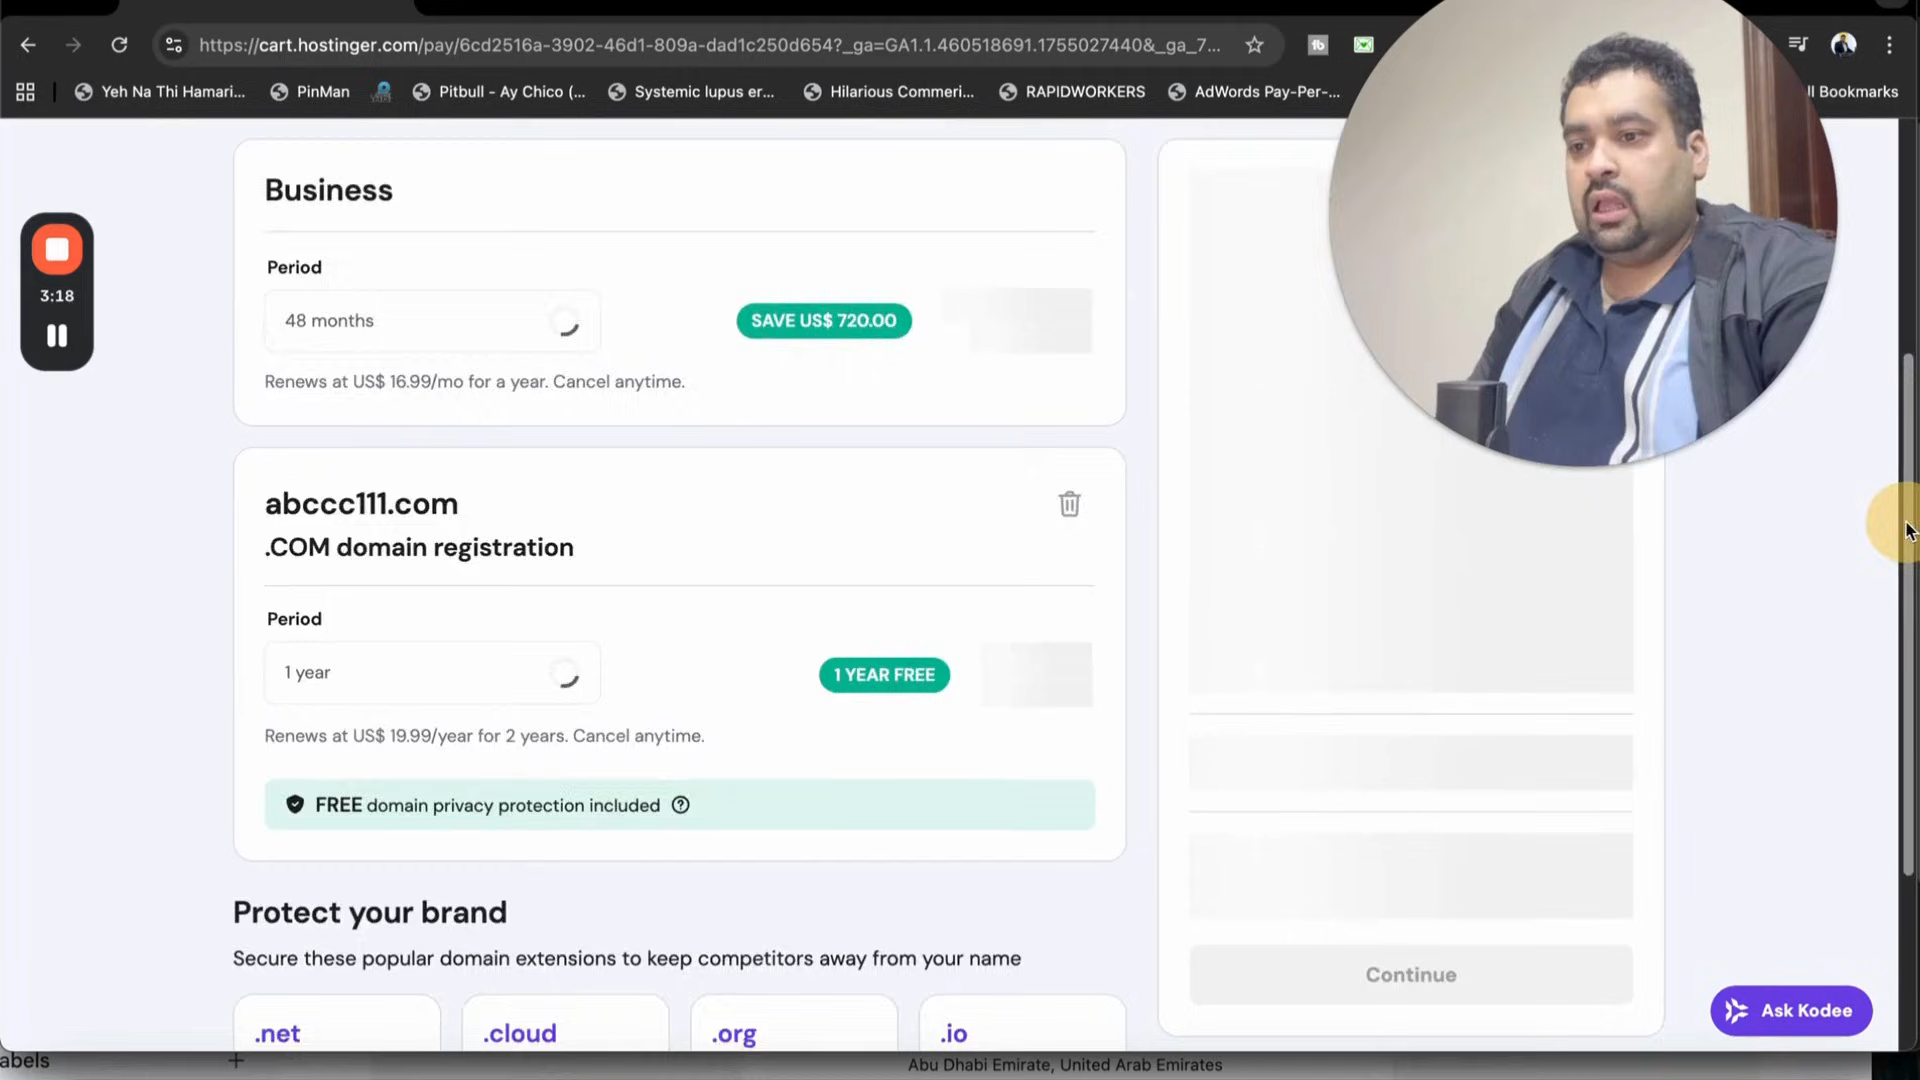 https://cart.hostinger.com/pay/6cd2516a-3902-46d1-809a-dad1c250d654?_ga=GA1.1.460518691.1755027440&_ga_7...
Yeh Na Thi Hamari... PinMan Pitbull - Ay Chico (... Systemic lupus er... Hilarious Commeri... RAPIDWORKERS AdWords Pay-Per-... ll Bookmarks
Business
Period
48 months
SAVE US$ 720.00
Renews at US$ 16.99/mo for a year. Cancel anytime.
3:18
abccc111.com
.COM domain registration
Period
1 year
1 YEAR FREE
Renews at US$ 19.99/year for 2 years. Cancel anytime.
FREE domain privacy protection included
Protect your brand
Secure these popular domain extensions to keep competitors away from your name
.net .cloud .org .io
Continue
Ask Kodee
abels
Abu Dhabi Emirate, United Arab Emirates